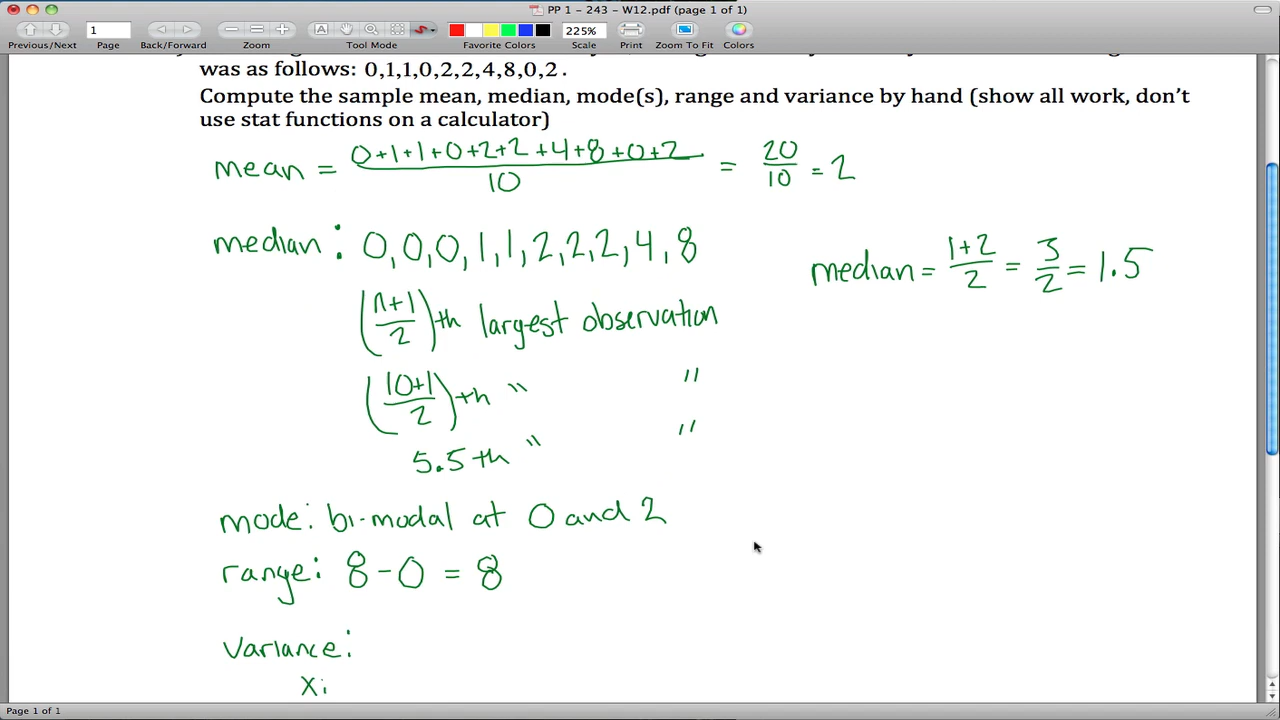 PP 1 - 243 - W12.pdf (page 1 of 1)
1
225%
Previous/Next Page Back/Forward Zoom Tool Mode Favorite Colors Scale Print Zoom To Fit Colors
was as follows: 0,1,1,0,2,2,4,8,0,2 .
Compute the sample mean, median, mode(s), range and variance by hand (show all work, don't
use stat functions on a calculator)
mean = 0+1+1+0+2+2+4+8+0+2 / 10 = 20/10 = 2
median: 0,0,0,1,1,2,2,2,4,8
median = 1+2/2 = 3/2 = 1.5
(n+1/2)th largest observation
(10+1/2)th " "
5.5th " "
mode: bi-modal at 0 and 2
range: 8-0 = 8
Variance:
xi
Page 1 of 1